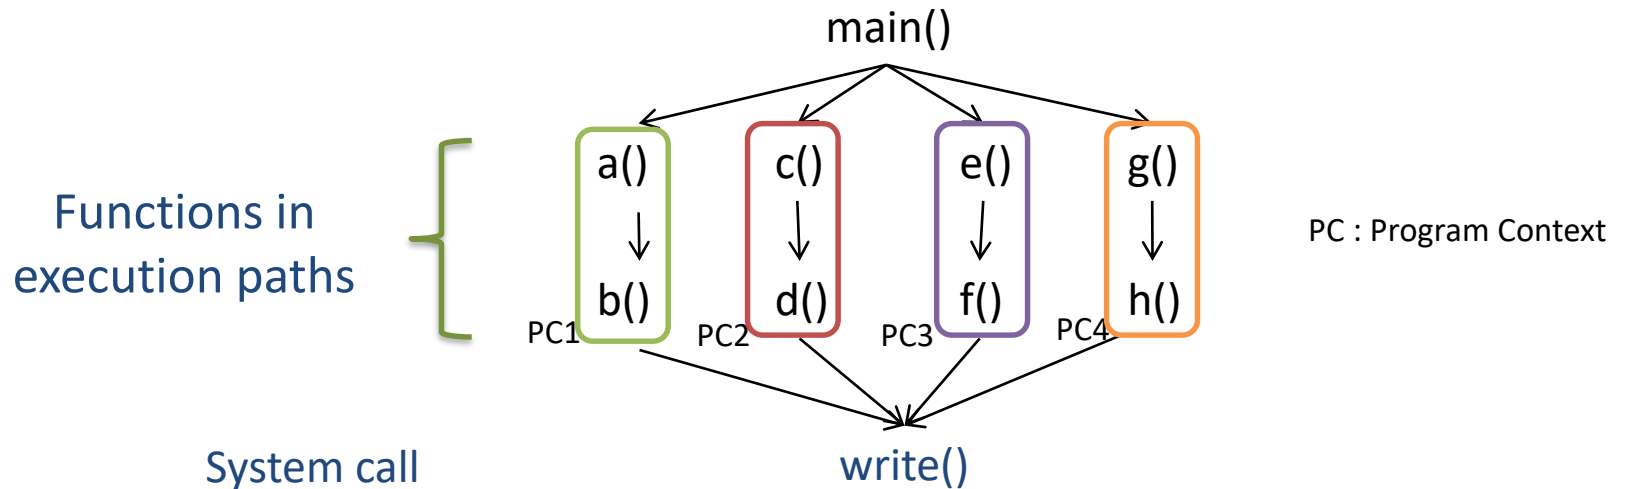 main()
a()
c()
e()
g()
Functions in
execution paths
PC : Program Context
b()
d()
f()
h()
PC1
PC2
PC3
PC4
System call
write()